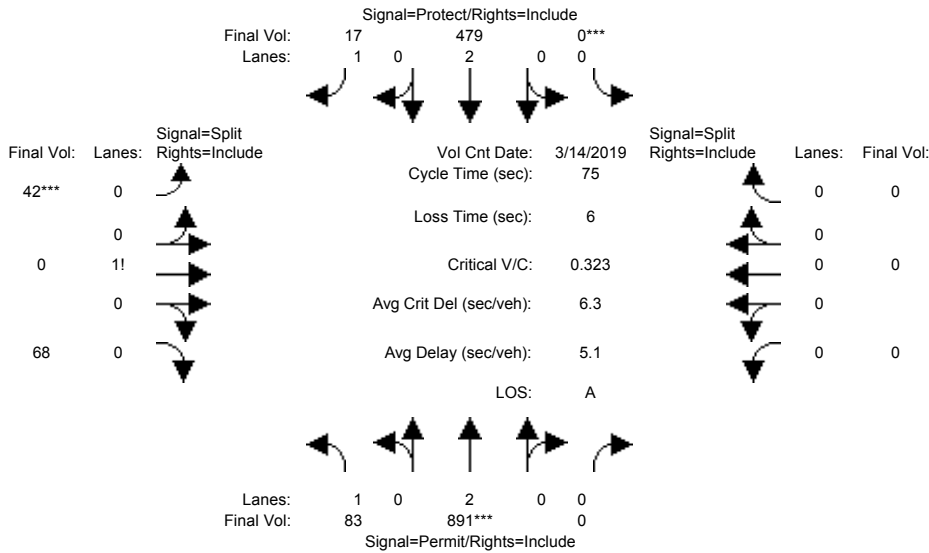 Signal=Protect/Rights=Include
Final Vol: 17 479 0***
Lanes: 1 0 2 0 0
Signal=Split
Final Vol: Lanes: Rights=Include
Vol Cnt Date: 3/14/2019
Signal=Split
Rights=Include Lanes: Final Vol:
Cycle Time (sec): 75
42*** 0
0 0
Loss Time (sec): 6
0
0
0 1!
Critical V/C: 0.323
0 0
0
Avg Crit Del (sec/veh): 6.3
0
68 0
Avg Delay (sec/veh): 5.1
0 0
LOS: A
Lanes: 1 0 2 0 0
Final Vol: 83 891*** 0
Signal=Permit/Rights=Include